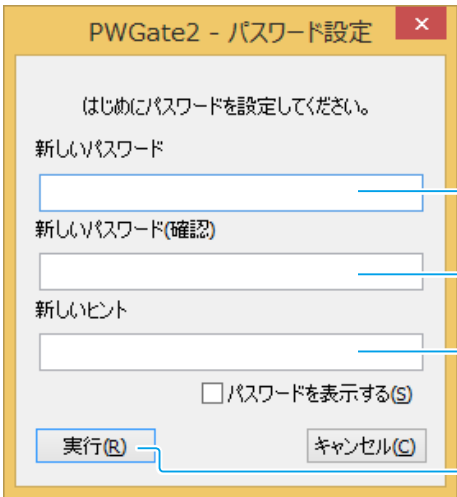 PWGate2 - パスワード設定
はじめにパスワードを設定してください。
新しいパスワード
新しいパスワード(確認)
新しいヒント
パスワードを表示する(S)
実行(R) キャンセル(C)